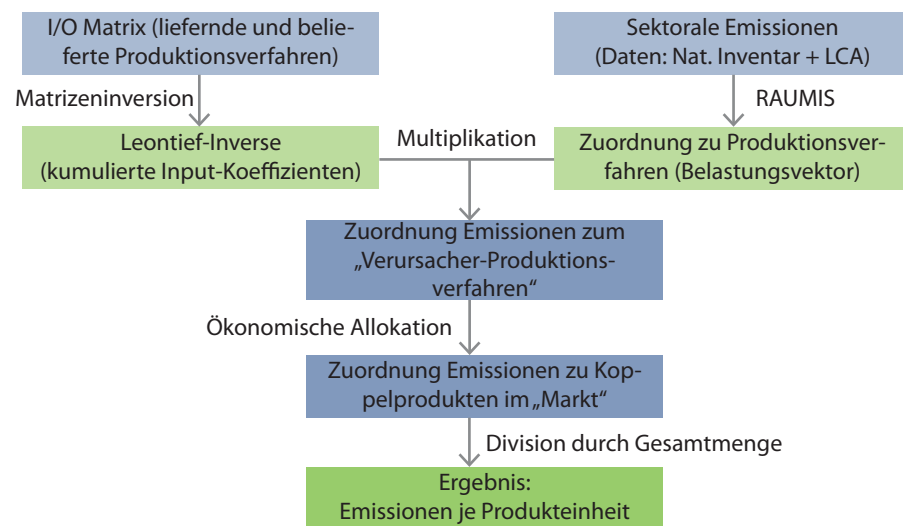 I/O Matrix (liefernde und belie-
ferte Produktionsverfahren)
Sektorale Emissionen
(Daten: Nat. Inventar + LCA)
Matrizeninversion
RAUMIS
Leontief-Inverse
(kumulierte Input-Koeffizienten)
Multiplikation
Zuordnung zu Produktionsver-
fahren (Belastungsvektor)
Zuordnung Emissionen zum
„Verursacher-Produktions-
verfahren“
Ökonomische Allokation
Zuordnung Emissionen zu Kop-
pelprodukten im „Markt“
Division durch Gesamtmenge
Ergebnis:
Emissionen je Produkteinheit